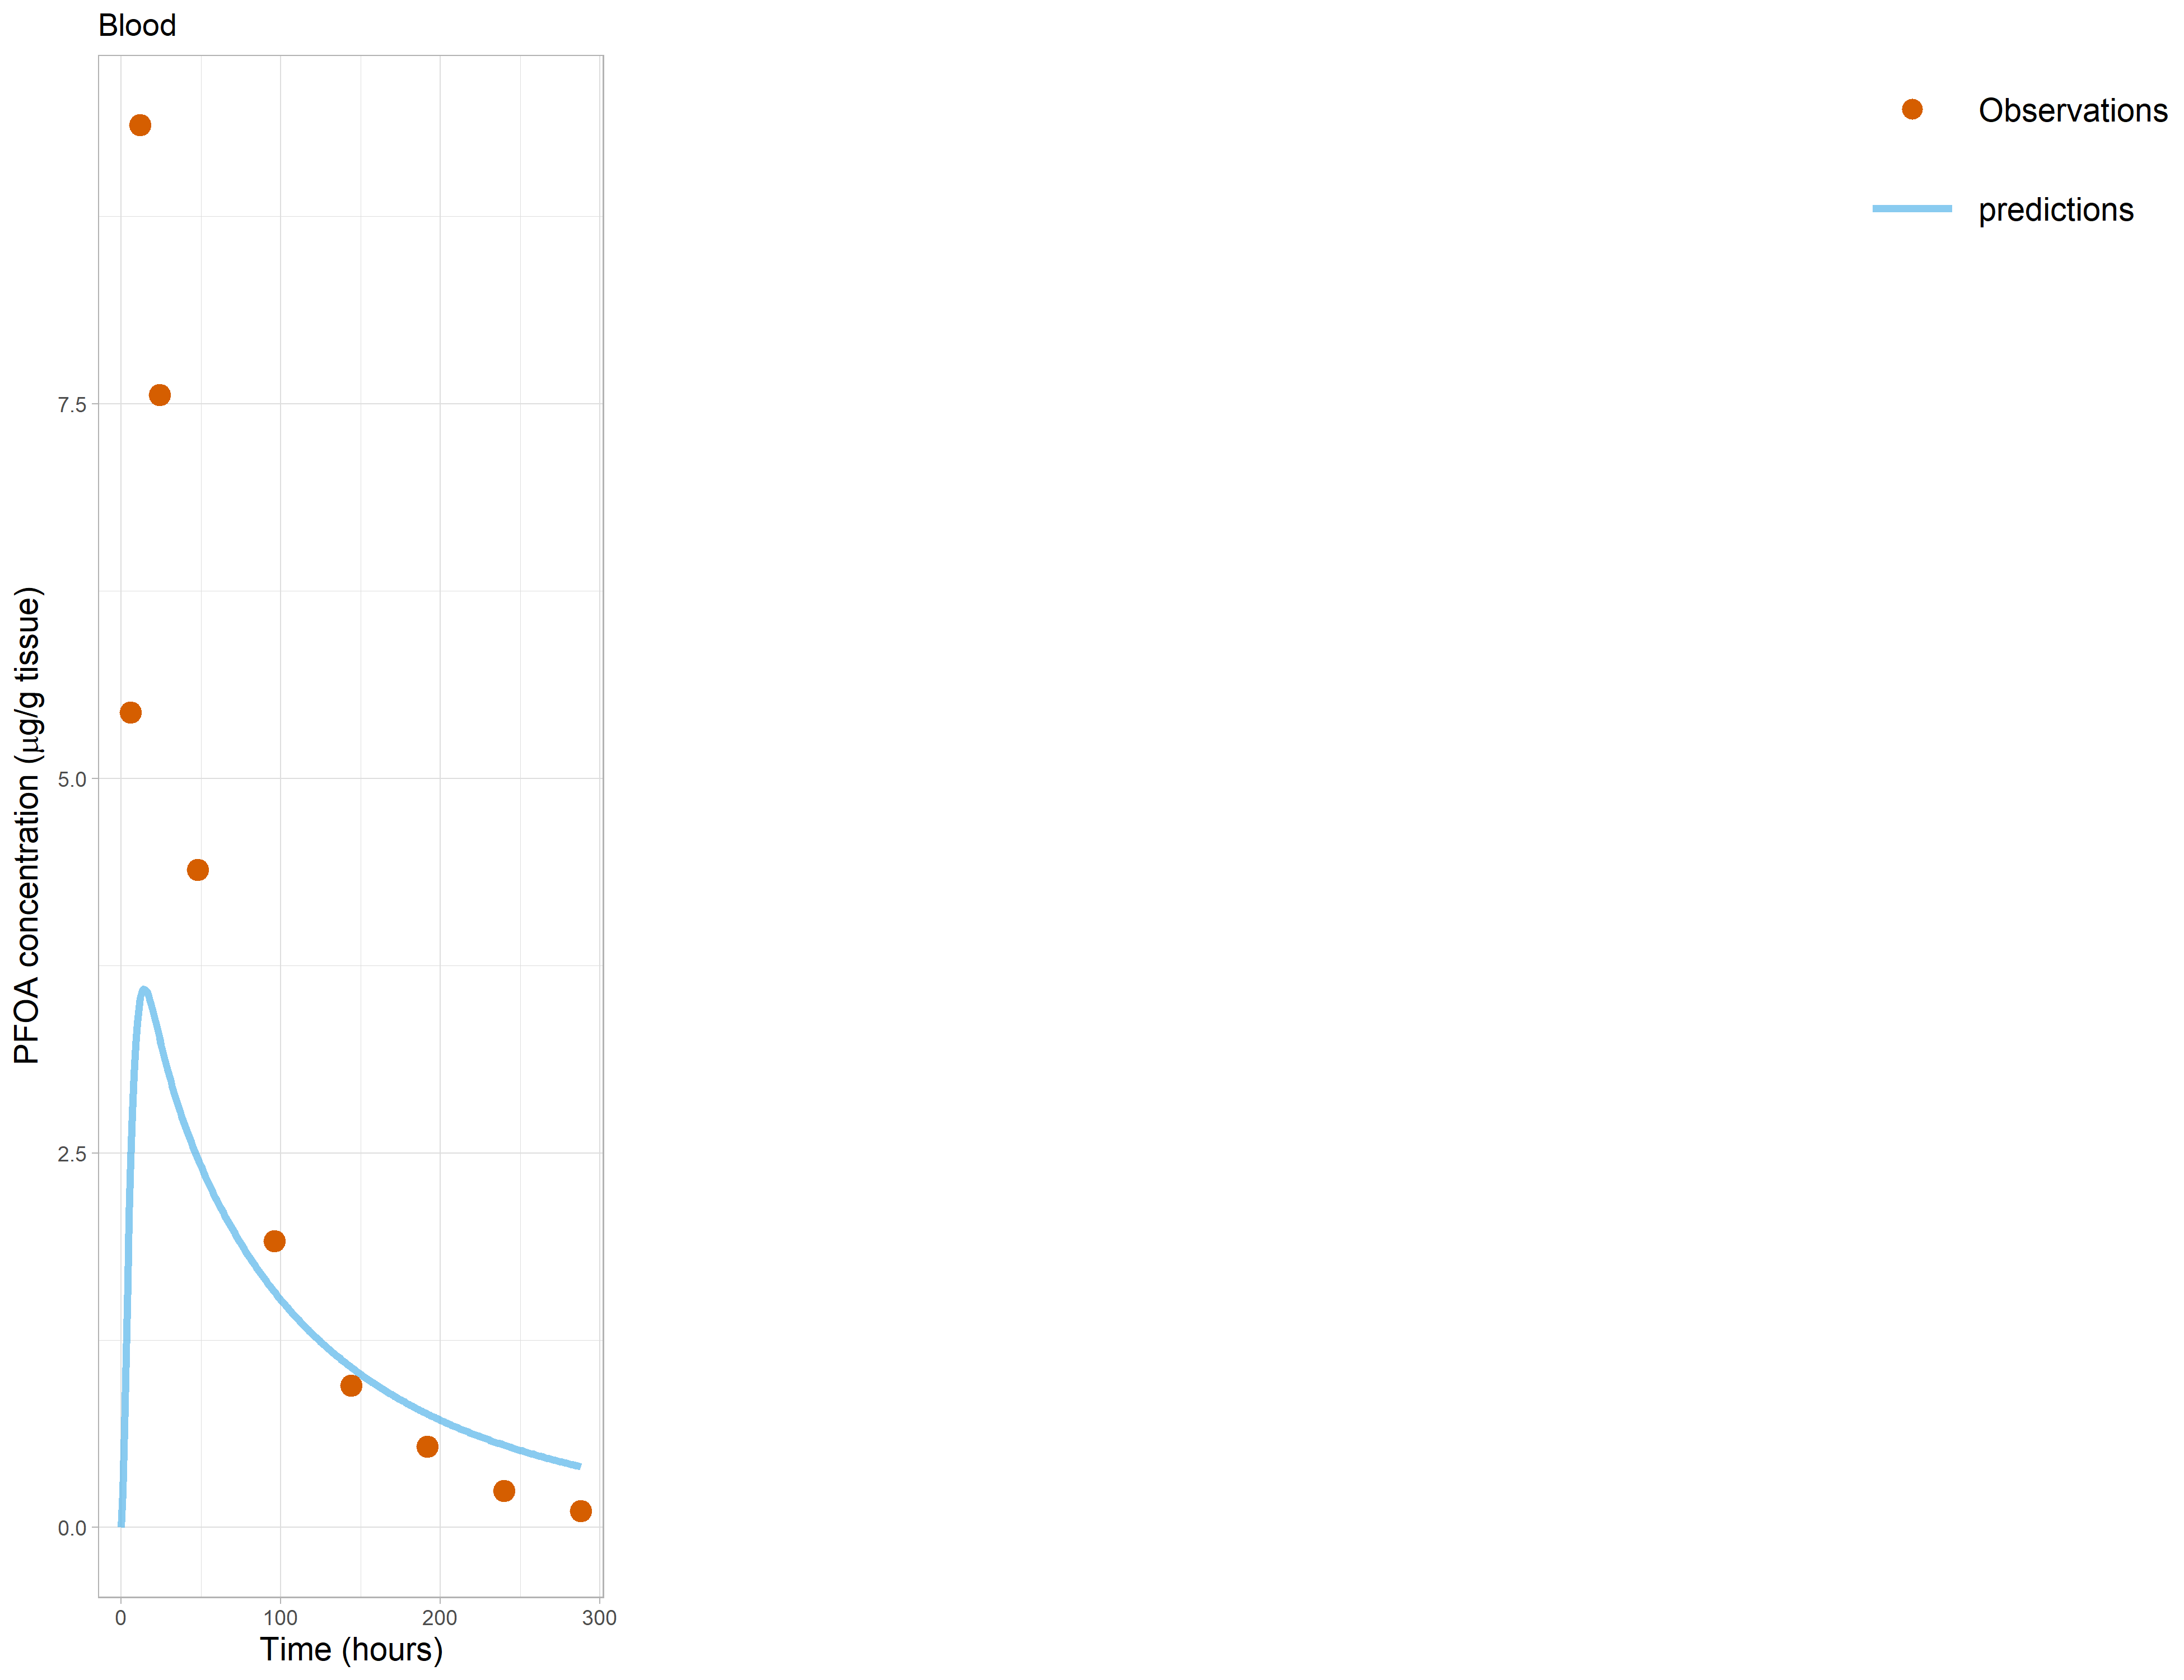 Blood
Observations
predictions
PFOA concentration (μg/g tissue)
7.5
5.0
2.5
0.0
0 100 200 300
Time (hours)